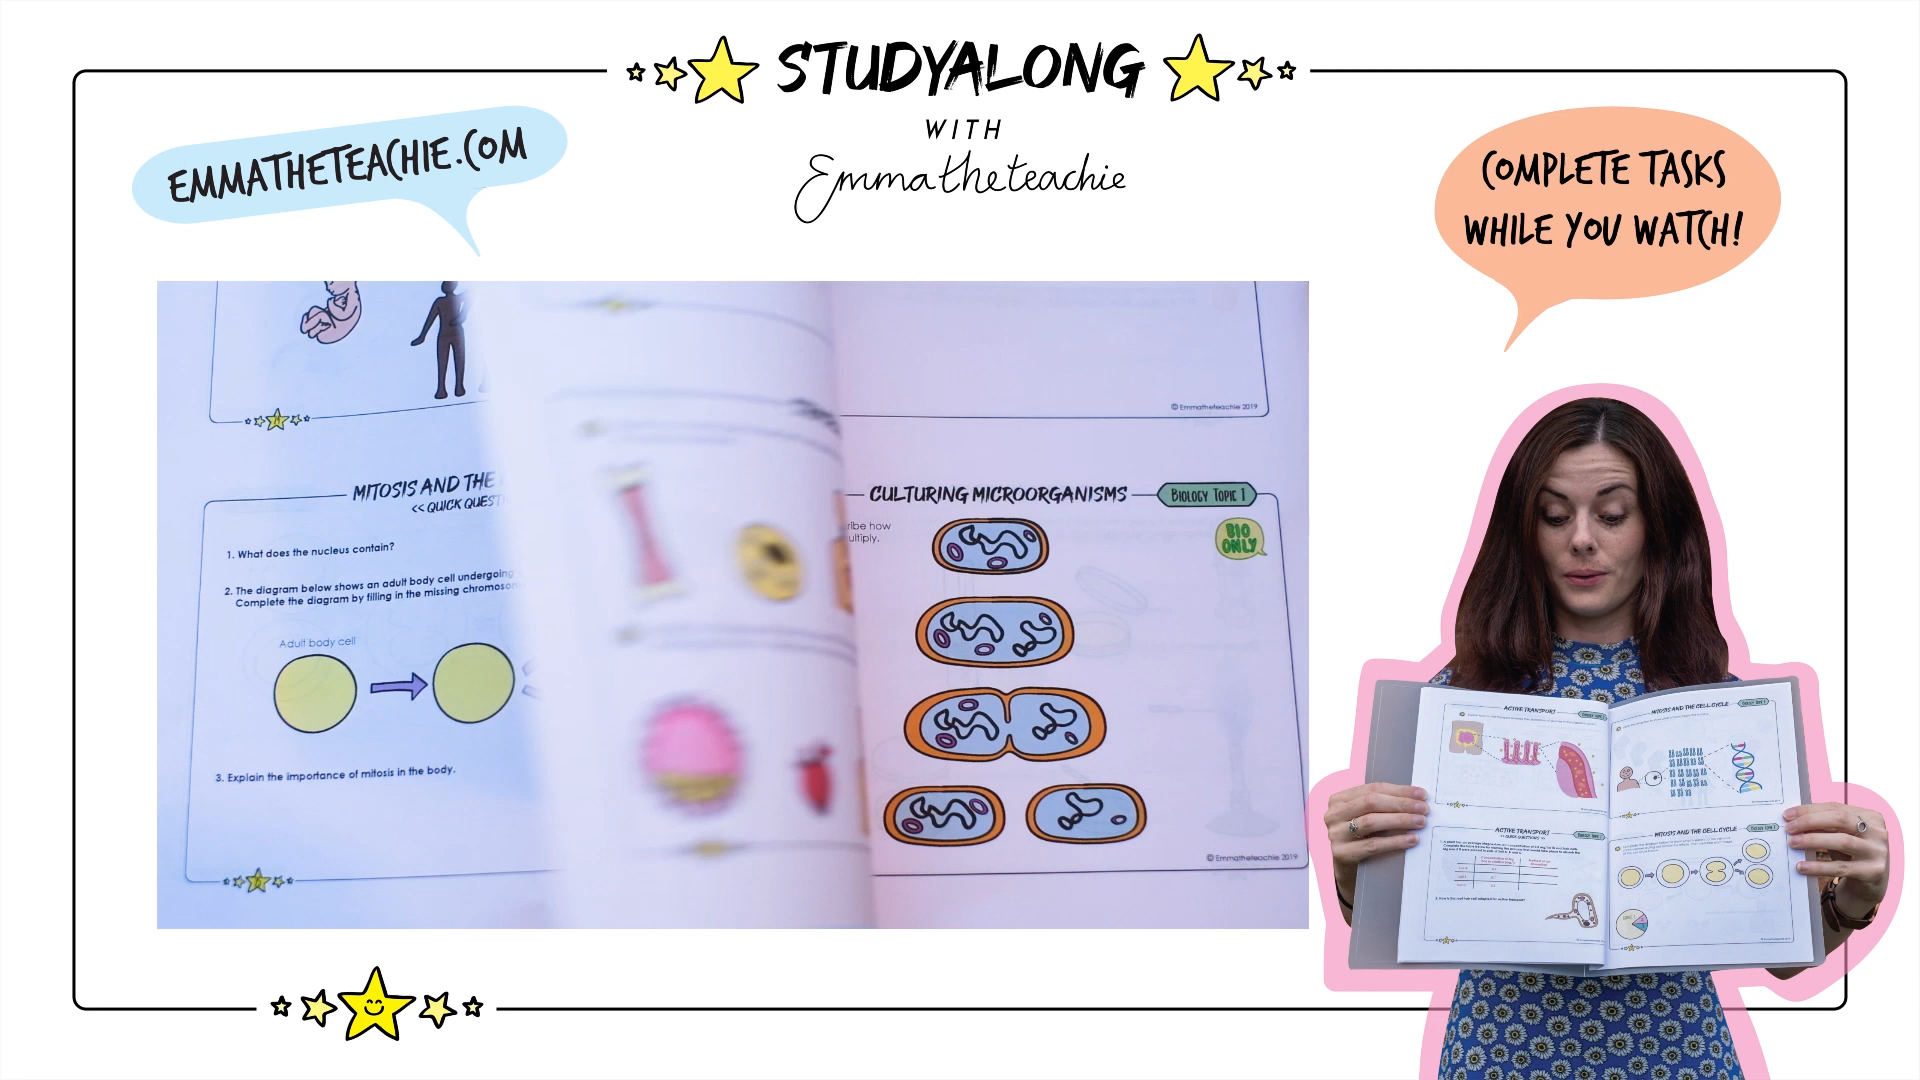 STUDYALONG
WITH
Emmatheteachie
EMMATHETEACHIE.COM
COMPLETE TASKS
WHILE YOU WATCH!
© Emmatheteachie 2019
MITOSIS AND THE
<< QUICK
1. What does the nucleus contain?
2. The diagram below shows an adult body cell undergoing
Complete the diagram by filling in the missing
Adult body cell
3. Explain the importance of mitosis in the body.
CULTURING MICROORGANISMS
BIOLOGY TOPIC 1
how
BIO
ONLY
© Emmatheteachie 2019
ACTIVE TRANSPORT
MITOSIS AND THE CELL CYCLE
ACTIVE TRANSPORT
<< QUICK QUESTIONS >>
MITOSIS AND THE CELL CYCLE